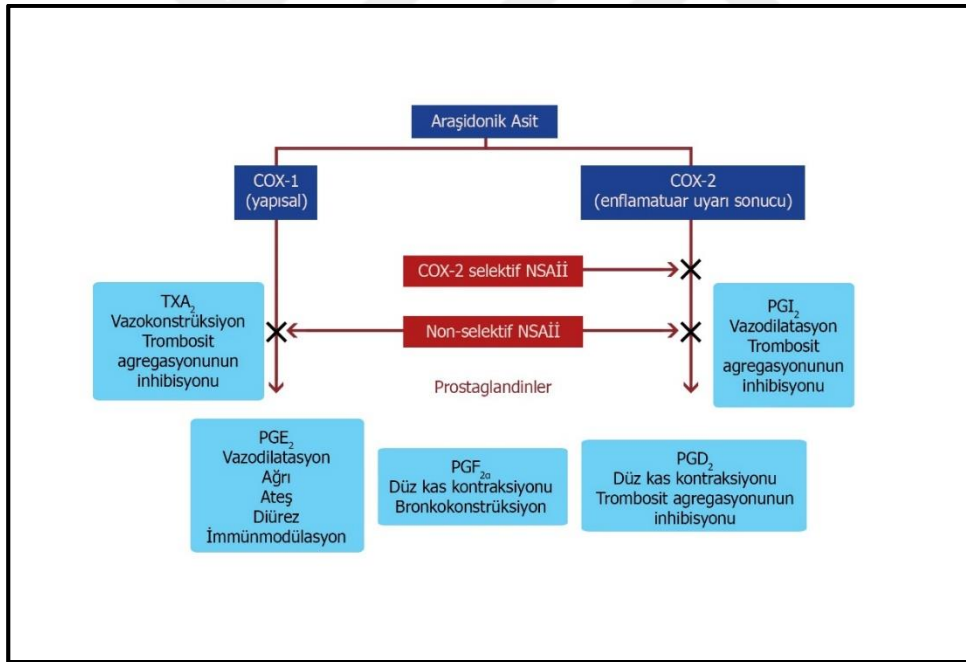 Araşidonik Asit
COX-1
(yapısal)
COX-2
(enflamatuar uyarı sonucu)
COX-2 selektif NSAİİ
TXA2
Vazokonstrüksiyon
Trombosit
agregasyonunun
inhibisyonu
Non-selektif NSAİİ
PGI2
Vazodilatasyon
Trombosit
agregasyonunun
inhibisyonu
Prostaglandinler
PGE2
Vazodilatasyon
Ağrı
Ateş
Diürez
İmmünmodülasyon
PGF2α
Düz kas kontraksiyonu
Bronkokonstrüksiyon
PGD2
Düz kas kontraksiyonu
Trombosit agregasyonunun
inhibisyonu